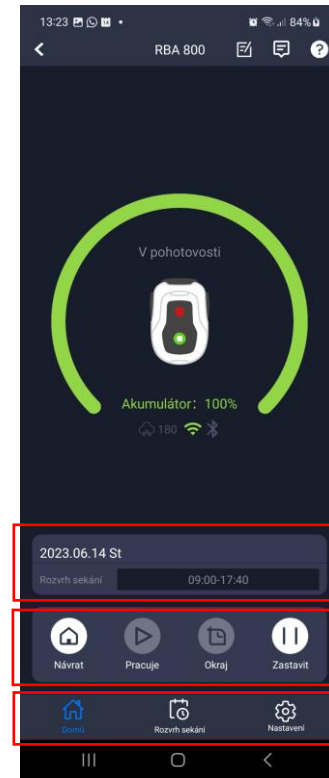 13:23 84%
RBA 800 ?
V pohotovosti
Akumulátor: 100%
180
2023.06.14 St
Rozvrh sekání 09:00-17:40
Návrat Pracuje Okraj Zastavit
Domů Rozvrh sekání Nastavení